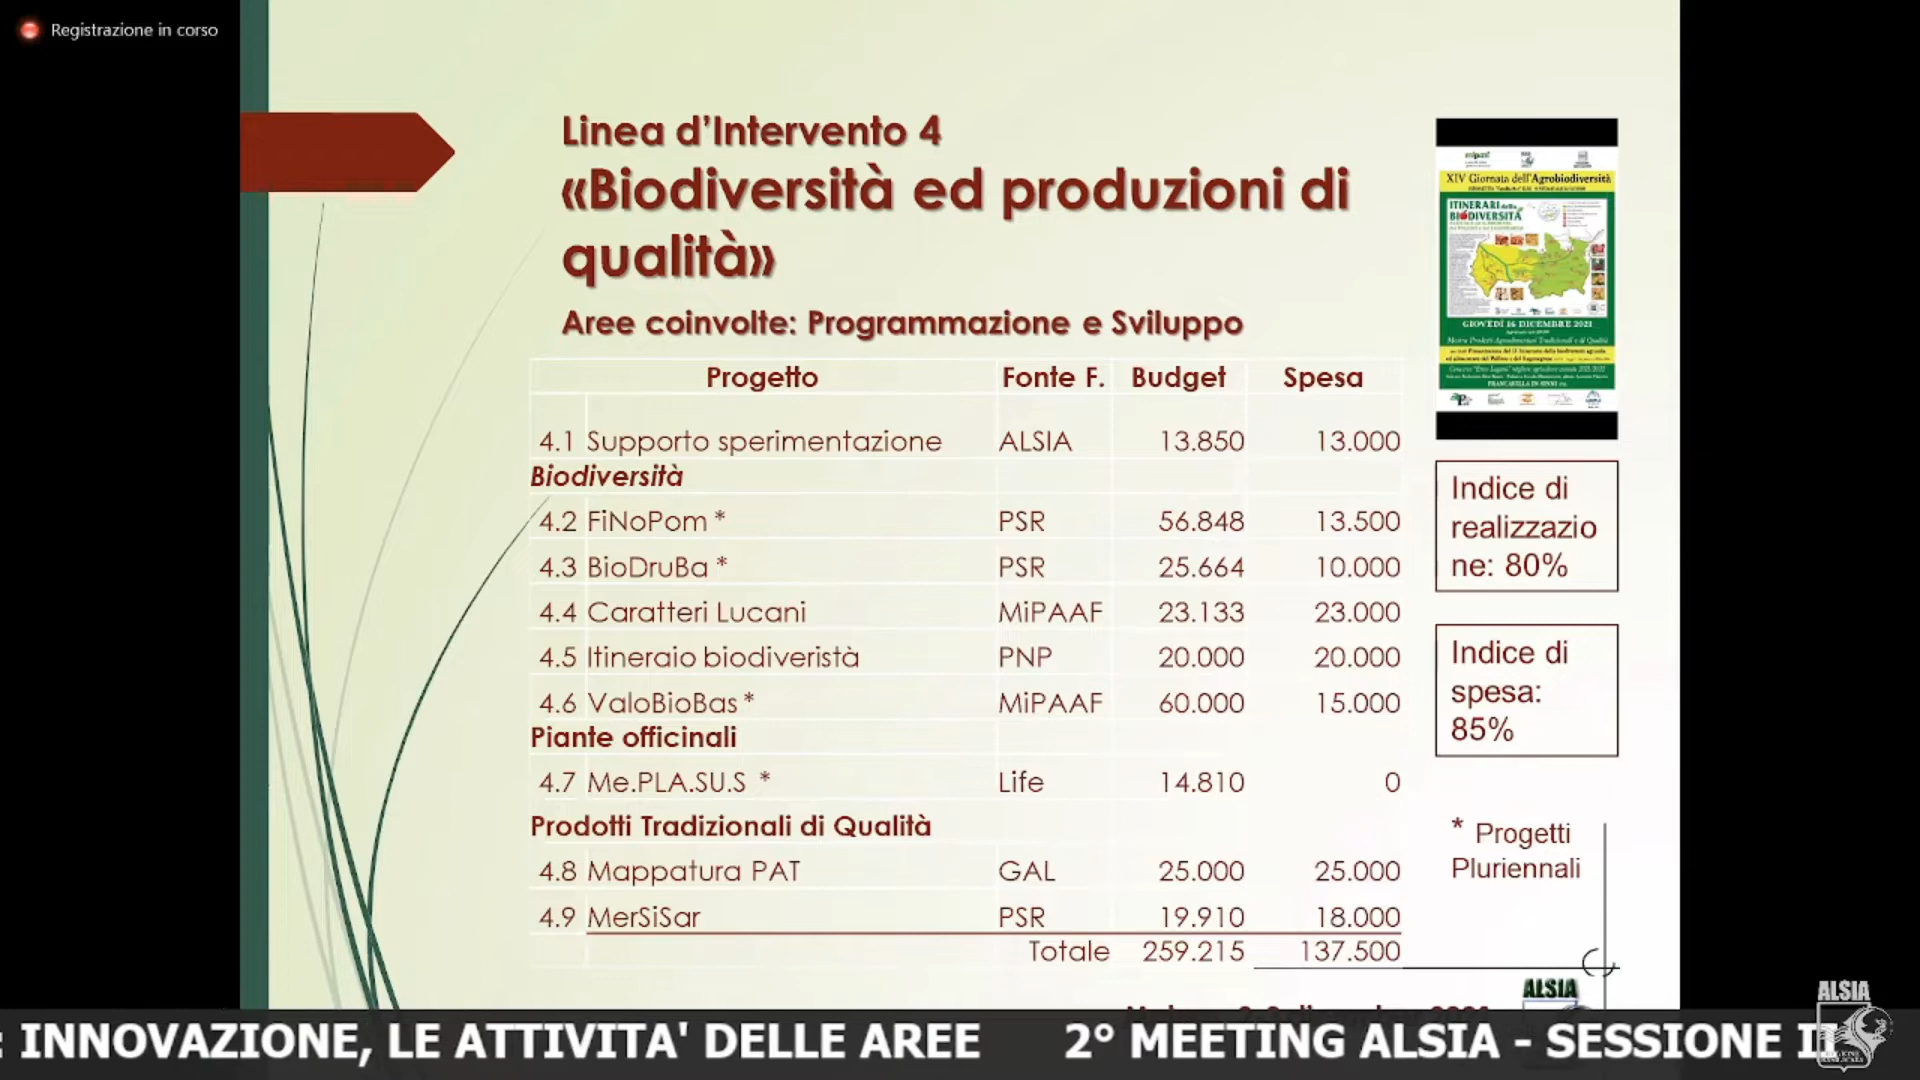 Registrazione in corso
Linea d'Intervento 4
«Biodiversità ed produzioni di
qualità»
Aree coinvolte: Programmazione e Sviluppo
Progetto Fonte F. Budget Spesa
4.1 Supporto sperimentazione ALSIA 13.850 13.000
Biodiversità
4.2 FiNoPom * PSR 56.848 13.500
4.3 BioDruBa * PSR 25.664 10.000
4.4 Caratteri Lucani MiPAAF 23.133 23.000
4.5 Itineraio biodiveristà PNP 20.000 20.000
4.6 ValoBioBas * MiPAAF 60.000 15.000
Piante officinali
4.7 Me.PLA.SU.S * Life 14.810 0
Prodotti Tradizionali di Qualità
4.8 Mappatura PAT GAL 25.000 25.000
4.9 MerSiSar PSR 19.910 18.000
Totale 259.215 137.500
XIV Giornata dell'Agrobiodiversità
ITINERARI della
BIODIVERSITÀ
GIOVEDÌ 16 DICEMBRE 2021
Mostra Prodotti Agroalimentari Tradizionali e di Qualità
Indice di
realizzazio
ne: 80%
Indice di
spesa:
85%
* Progetti
Pluriennali
ALSIA
: INNOVAZIONE, LE ATTIVITA' DELLE AREE 2° MEETING ALSIA - SESSIONE II
ALSIA